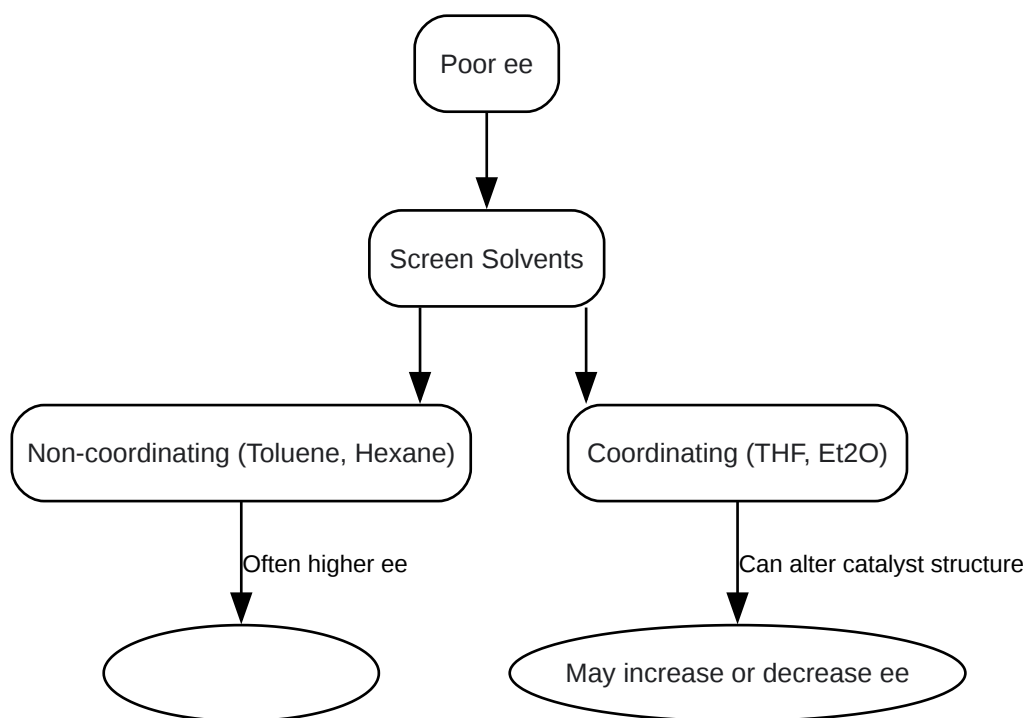 Poor ee
Screen Solvents
Non-coordinating (Toluene, Hexane)
Coordinating (THF, Et2O)
Often higher ee
Can alter catalyst structure
May increase or decrease ee